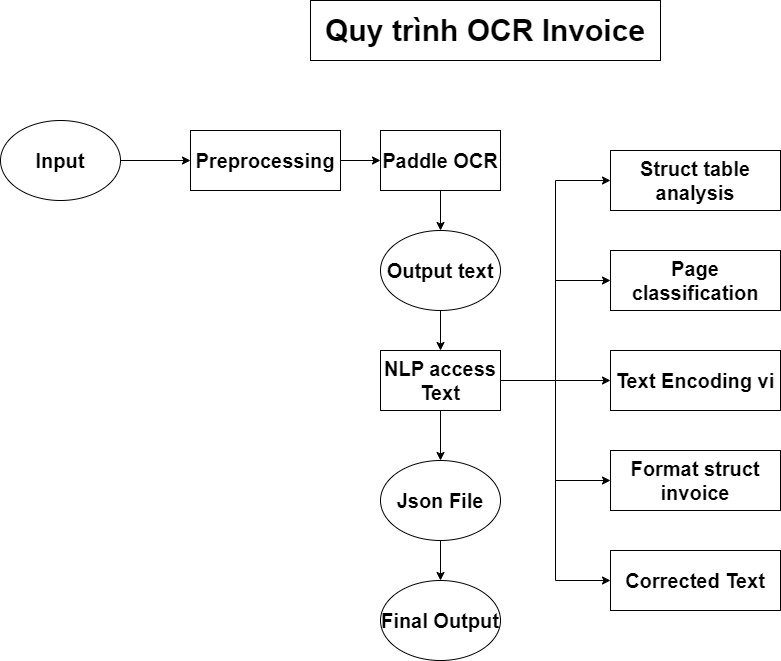 Quy trình OCR Invoice
Input
Preprocessing
Paddle OCR
Output text
NLP access
Text
Json File
Final Output
Struct table
analysis
Page
classification
Text Encoding vi
Format struct
invoice
Corrected Text